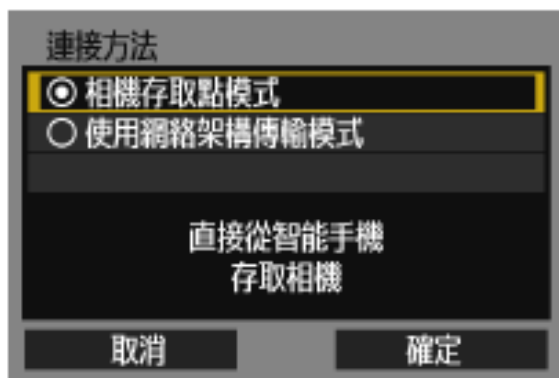 連接方法
相機存取點模式
使用網絡架構傳輸模式
直接從智能手機
存取相機
取消
確定